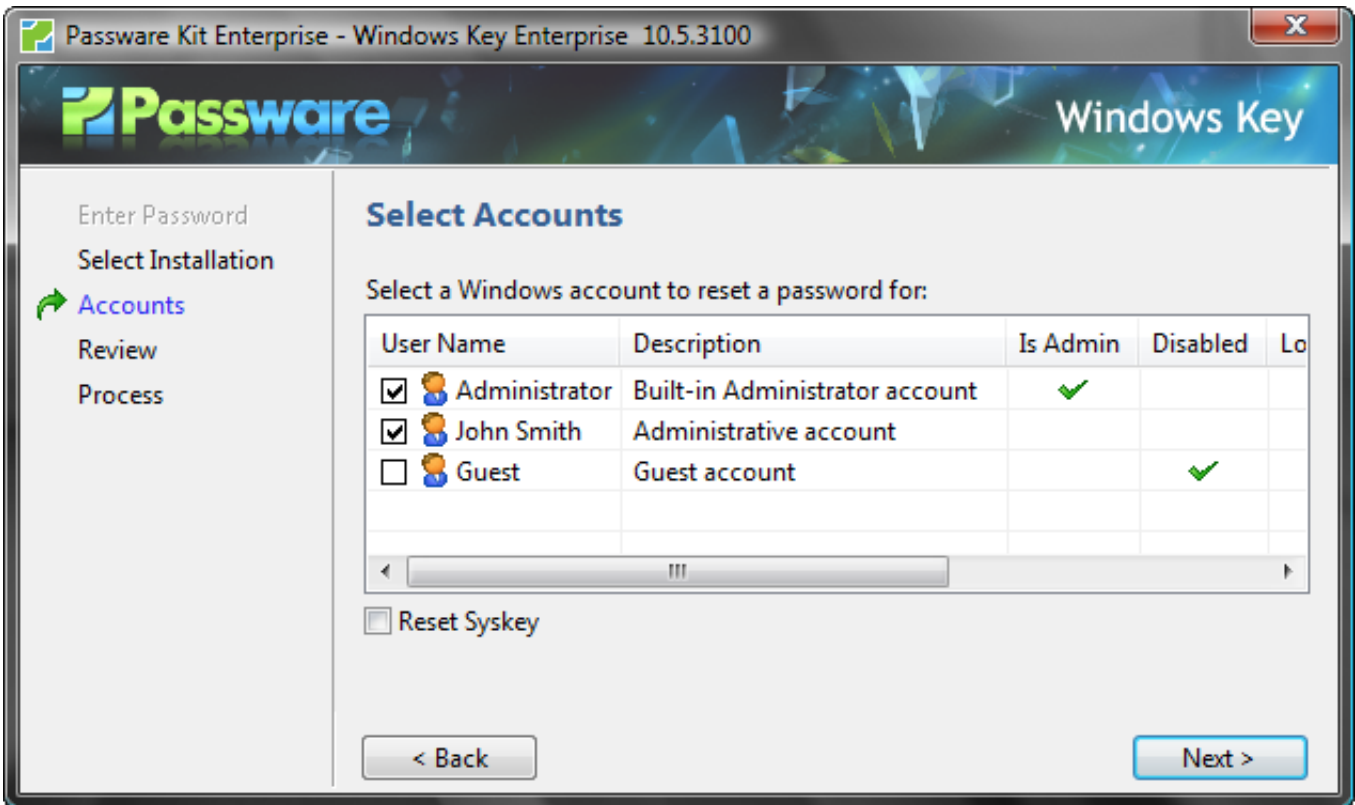 Passware Kit Enterprise - Windows Key Enterprise 10.5.3100
Passware
Windows Key
Enter Password
Select Installation
Accounts
Review
Process
Select Accounts
Select a Windows account to reset a password for:
User Name Description Is Admin Disabled Lo
Administrator Built-in Administrator account
John Smith Administrative account
Guest Guest account
Reset Syskey
< Back Next >